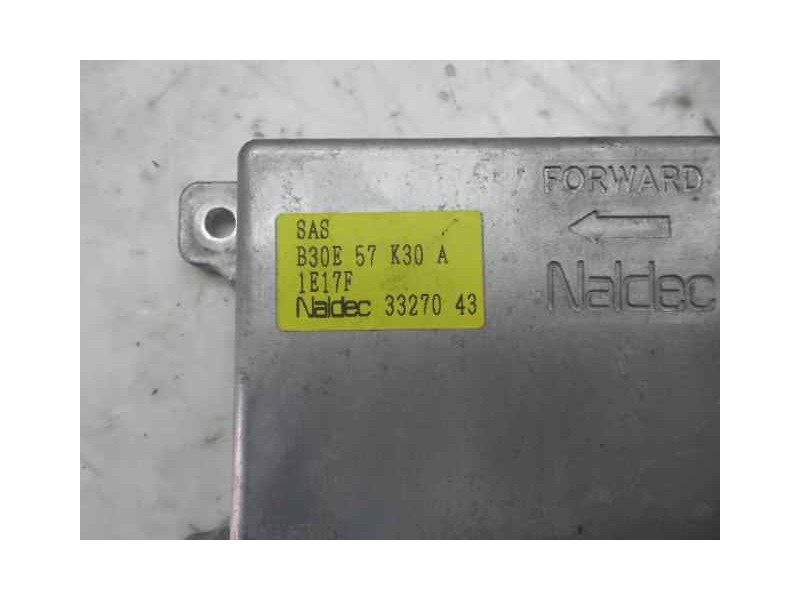 FORWARD
Naldec
SAS
B30E 57 K30 A
1E17F
Naldec 33270 43